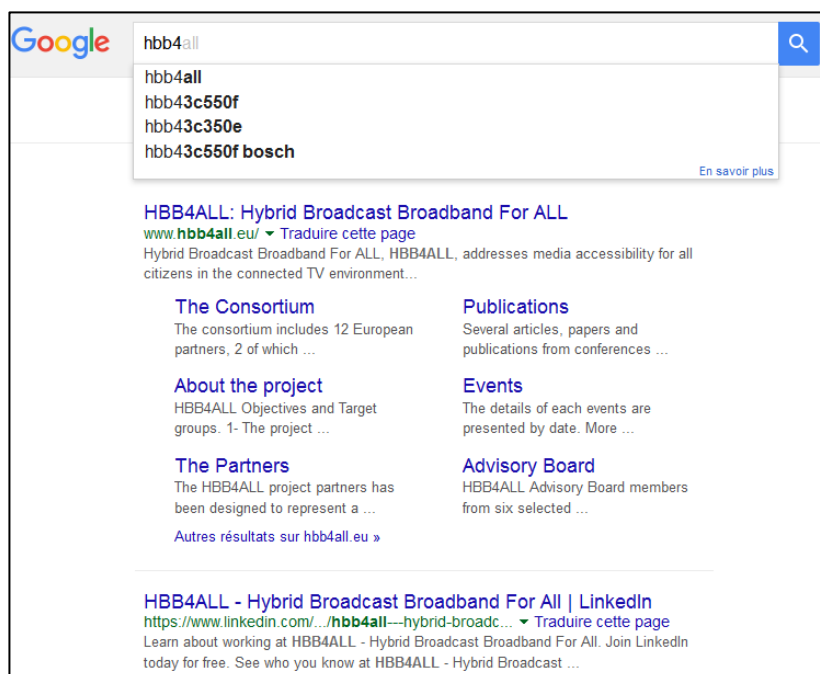 Google
hbb4all
hbb4all
hbb43c550f
hbb43c350e
hbb43c550f bosch
En savoir plus
HBB4ALL: Hybrid Broadcast Broadband For ALL
www.hbb4all.eu/ ▼ Traduire cette page
Hybrid Broadcast Broadband For ALL, HBB4ALL, addresses media accessibility for all
citizens in the connected TV environment...
The Consortium
The consortium includes 12 European
partners, 2 of which ...
Publications
Several articles, papers and
publications from conferences ...
About the project
HBB4ALL Objectives and Target
groups. 1- The project ...
Events
The details of each events are
presented by date. More ...
The Partners
The HBB4ALL project partners has
been designed to represent a ...
Advisory Board
HBB4ALL Advisory Board members
from six selected ...
Autres résultats sur hbb4all.eu »
HBB4ALL - Hybrid Broadcast Broadband For All | LinkedIn
https://www.linkedin.com/.../hbb4all---hybrid-broadc... ▼ Traduire cette page
Learn about working at HBB4ALL - Hybrid Broadcast Broadband For All. Join LinkedIn
today for free. See who you know at HBB4ALL - Hybrid Broadcast ...